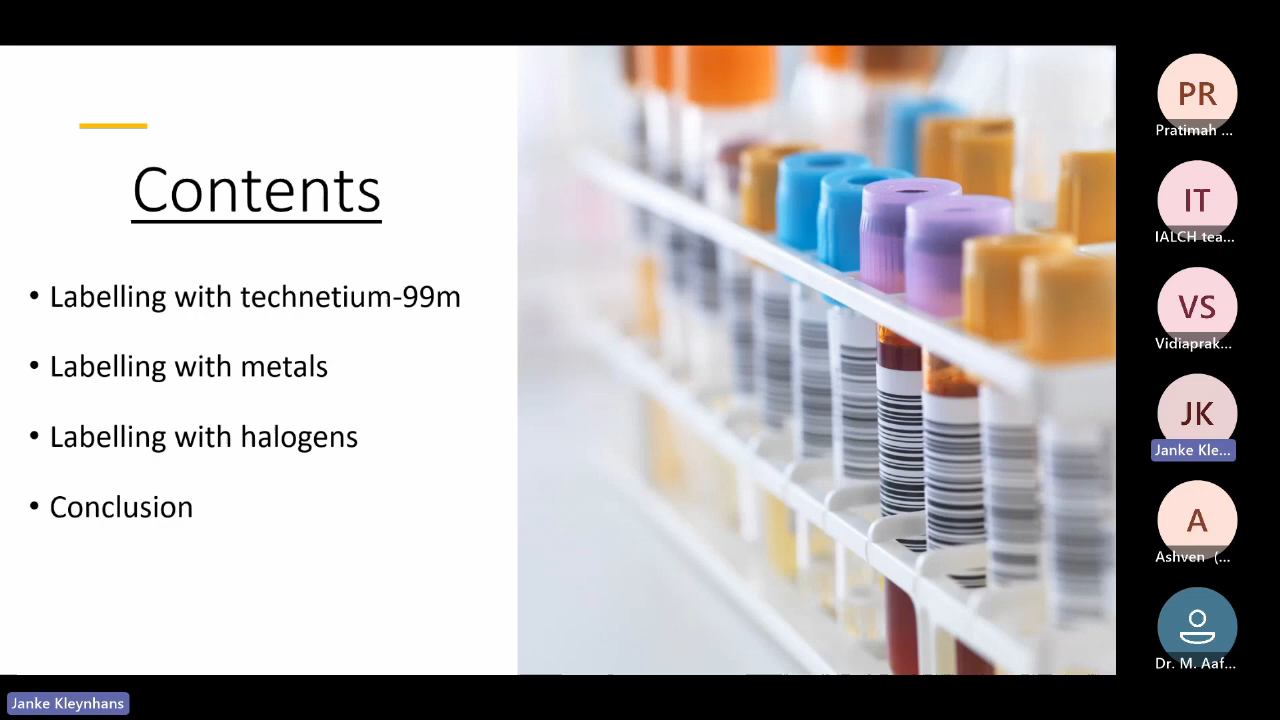 Contents
• Labelling with technetium-99m
• Labelling with metals
• Labelling with halogens
• Conclusion
PR
Pratimah ...
IT
IALCH tea...
VS
Vidiaprak...
JK
Janke Kle...
A
Ashven (...
Dr. M. Aaf...
Janke Kleynhans